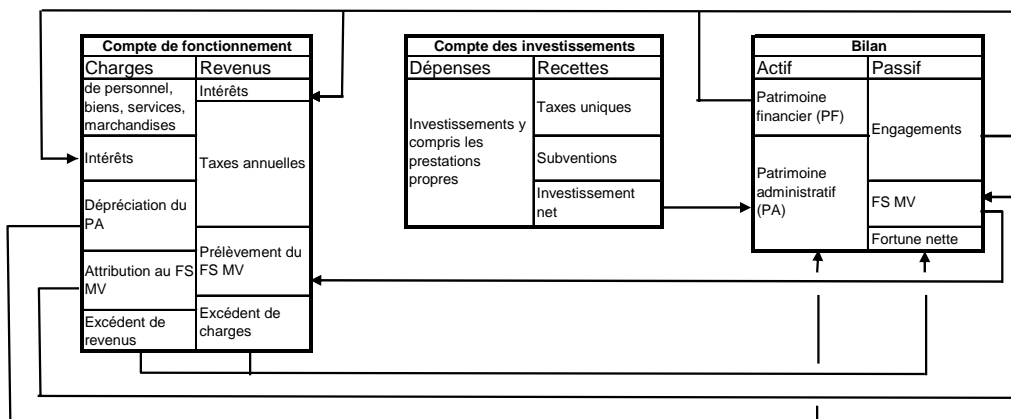 Compte de fonctionnement
Charges
Revenus
de personnel,
biens, services,
marchandises
Intérêts
Dépréciation du
PA
Attribution au FS
MV
Excédent de
revenus
Intérêts
Taxes annuelles
Prélèvement du
FS MV
Excédent de
charges
Compte des investissements
Dépenses
Recettes
Investissements y
compris les
prestations
propres
Taxes uniques
Subventions
Investissement
net
Bilan
Actif
Passif
Patrimoine
financier (PF)
Patrimoine
administratif
(PA)
Engagements
FS MV
Fortune nette